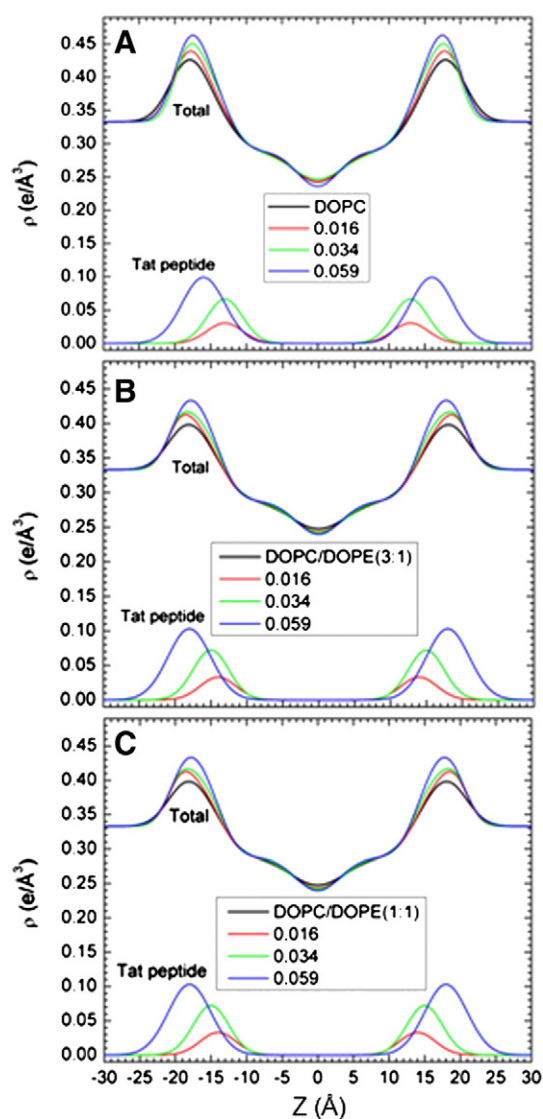 A
0.45
0.40
0.35
0.30
0.25
0.20
0.15
0.10
0.05
0.00
ρ (e/Å³)
Total
DOPC
0.016
0.034
0.059
Tat peptide
B
0.45
0.40
0.35
0.30
0.25
0.20
0.15
0.10
0.05
0.00
ρ (e/Å³)
Total
DOPC/DOPE(3:1)
0.016
0.034
0.059
Tat peptide
C
0.45
0.40
0.35
0.30
0.25
0.20
0.15
0.10
0.05
0.00
ρ (e/Å³)
Total
DOPC/DOPE(1:1)
0.016
0.034
0.059
Tat peptide
-30 -25 -20 -15 -10 -5 0 5 10 15 20 25 30
Z (Å)